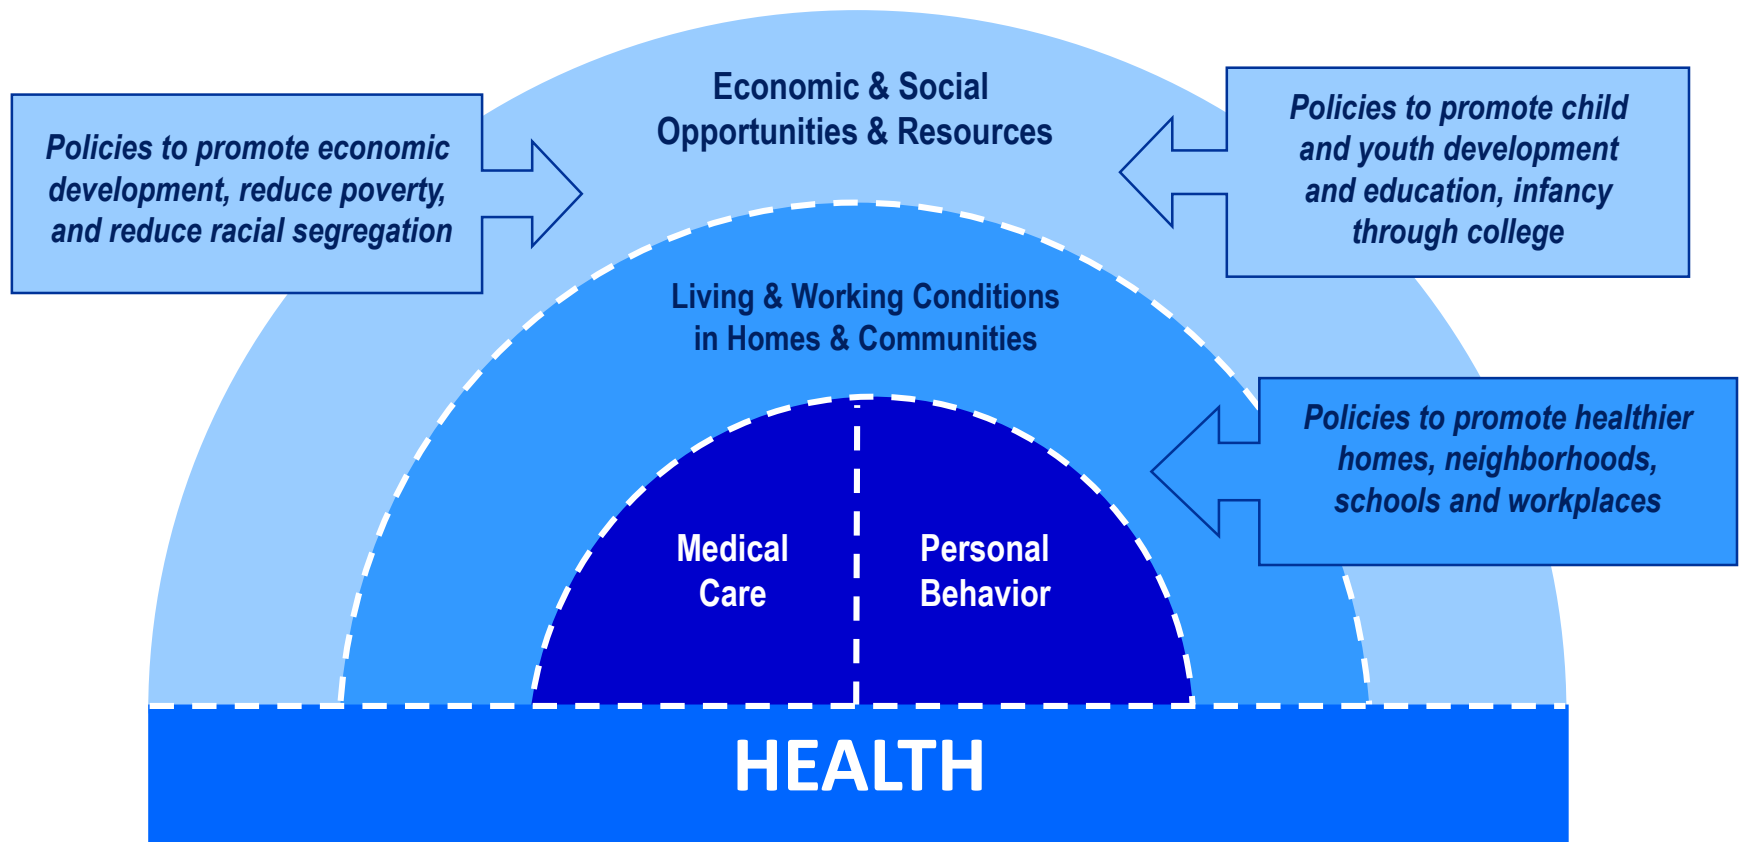 Economic & Social
Opportunities & Resources
Policies to promote economic
development, reduce poverty,
and reduce racial segregation
Policies to promote child
and youth development
and education, infancy
through college
Living & Working Conditions
in Homes & Communities
Policies to promote healthier
homes, neighborhoods,
schools and workplaces
Medical
Care
Personal
Behavior
HEALTH